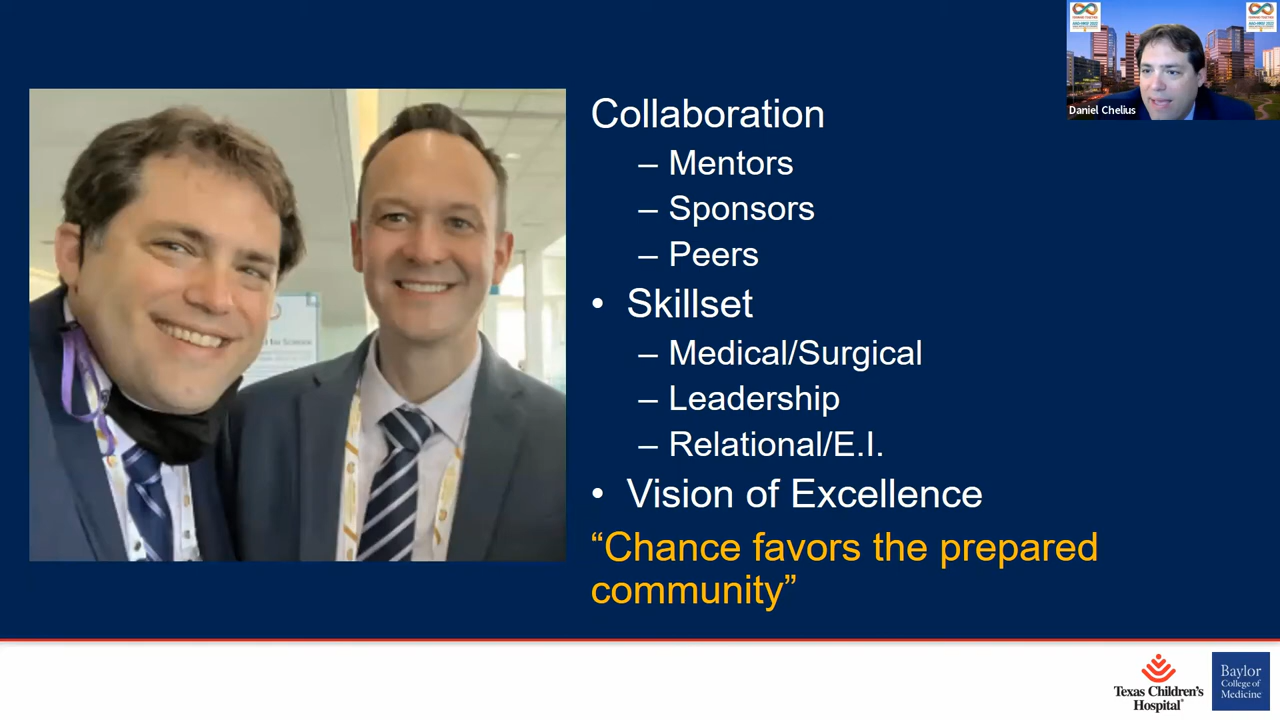 Daniel Chelius
Collaboration
– Mentors
– Sponsors
– Peers
• Skillset
– Medical/Surgical
– Leadership
– Relational/E.I.
• Vision of Excellence
“Chance favors the prepared
community”
Texas Children's
Hospital®
Baylor
College of
Medicine